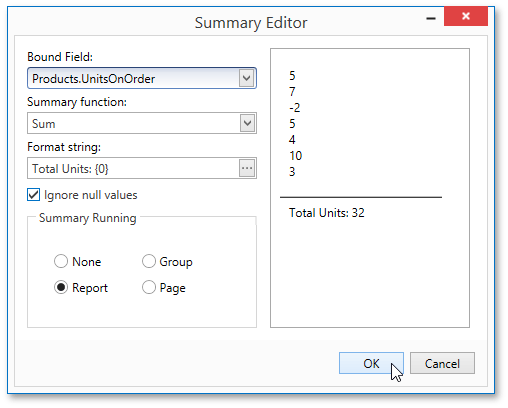 Summary Editor
Bound Field:
Products.UnitsOnOrder
Summary function:
Sum
Format string:
Total Units: {0}
Ignore null values
Summary Running
None
Group
Report
Page
5
7
-2
5
4
10
3
Total Units: 32
OK
Cancel